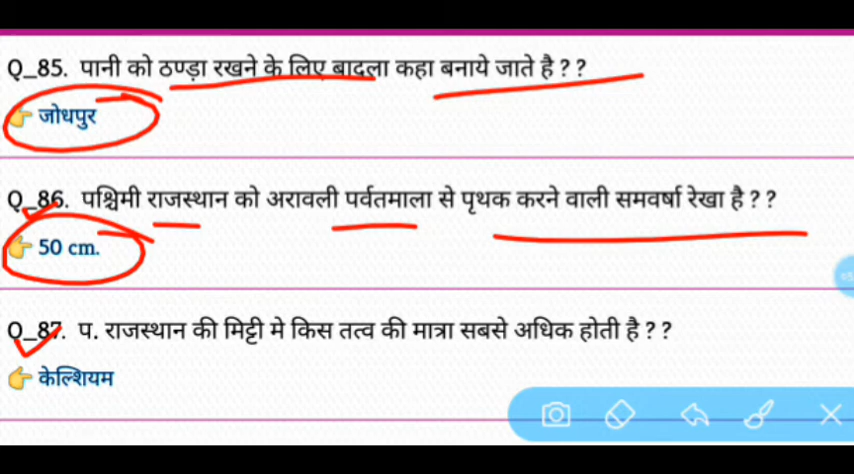 Q_85. पानी को ठण्ड़ा रखने के लिए बादला कहा बनाये जाते है ? ?
👉 जोधपुर
Q_86. पश्चिमी राजस्थान को अरावली पर्वतमाला से पृथक करने वाली समवर्षा रेखा है ? ?
👉 50 cm.
Q_87. प. राजस्थान की मिट्टी मे किस तत्व की मात्रा सबसे अधिक होती है ? ?
👉 केल्शियम